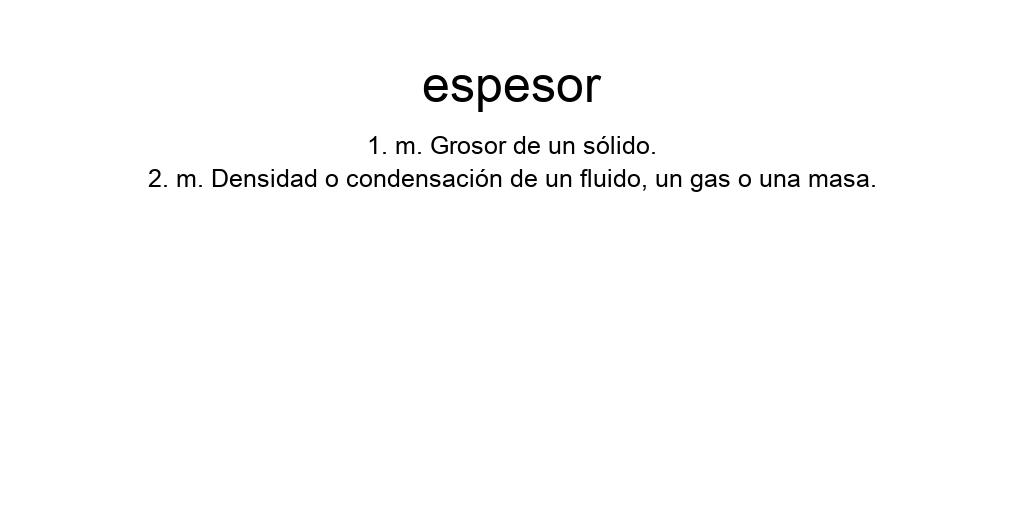 espesor
1. m. Grosor de un sólido.
2. m. Densidad o condensación de un fluido, un gas o una masa.